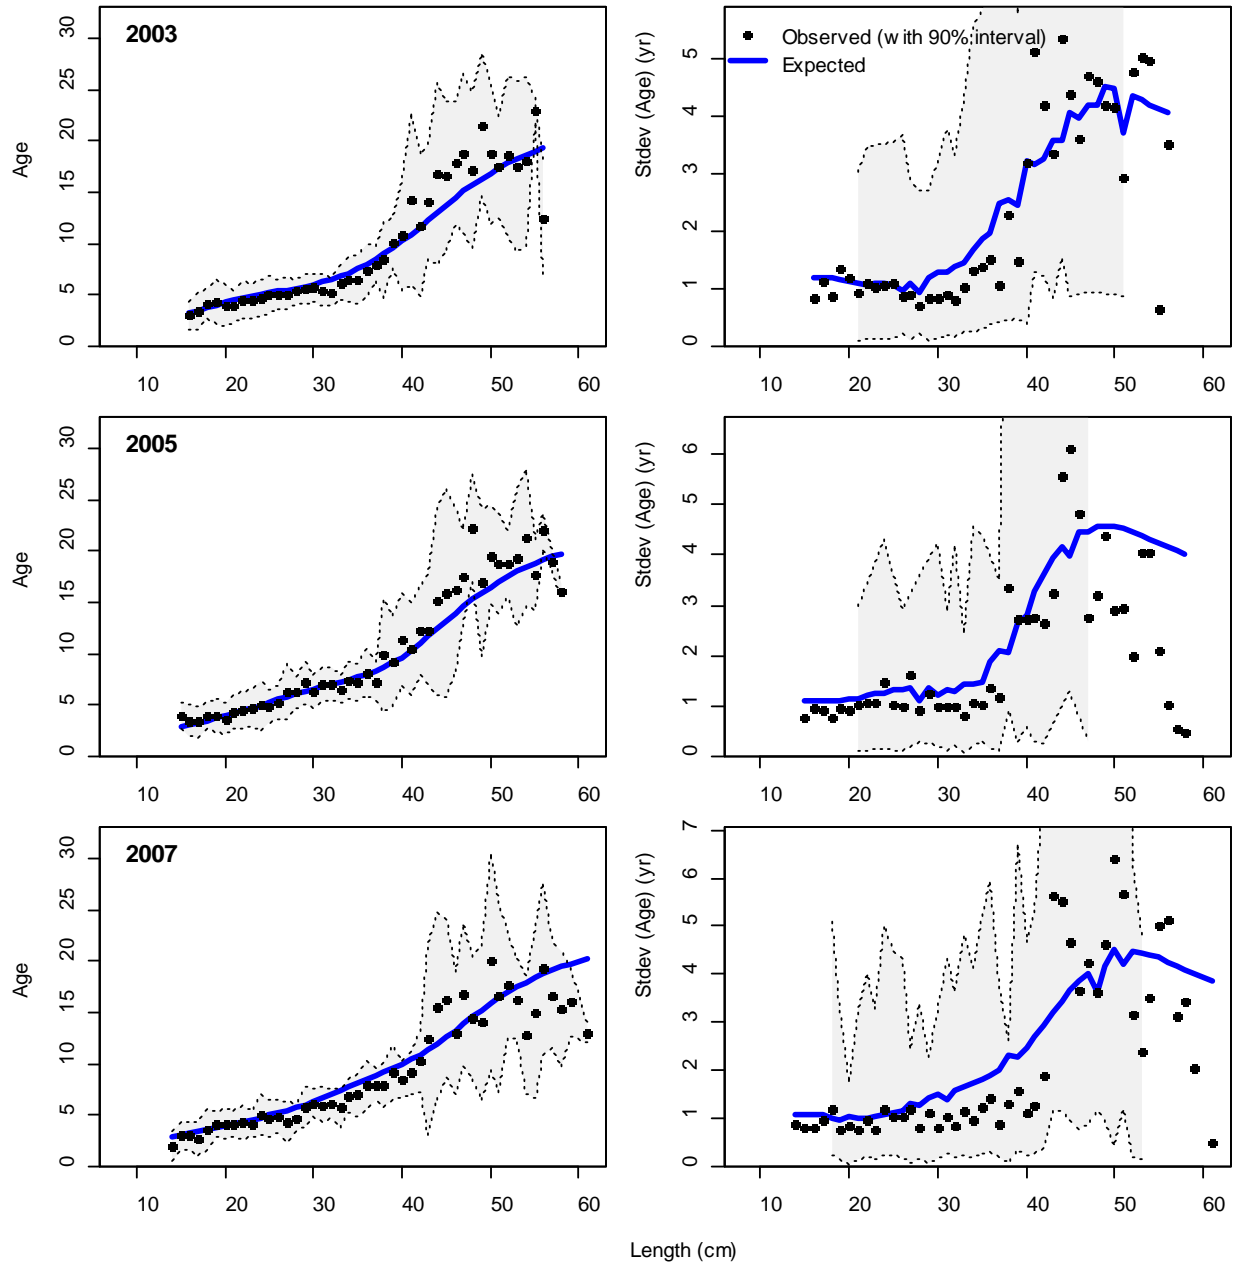 2003
Age
0 5 10 15 20 25 30
10 20 30 40 50 60
Observed (with 90% interval)
Expected
Stdev (Age) (yr)
0 1 2 3 4 5
10 20 30 40 50 60
2005
Age
0 5 10 15 20 25 30
10 20 30 40 50 60
Stdev (Age) (yr)
0 1 2 3 4 5 6
10 20 30 40 50 60
2007
Age
0 5 10 15 20 25 30
10 20 30 40 50 60
Stdev (Age) (yr)
0 1 2 3 4 5 6 7
10 20 30 40 50 60
Length (cm)